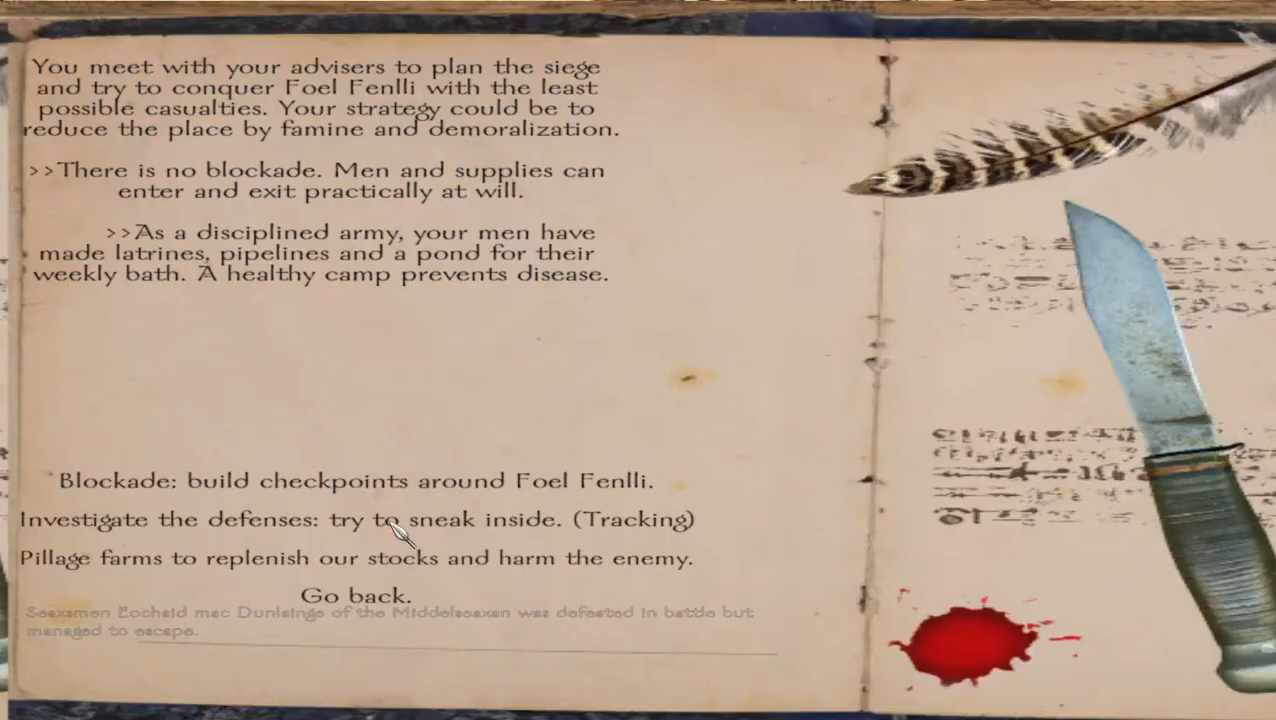 You meet with your advisers to plan the siege
and try to conquer Foel Fenlli with the least
possible casualties. Your strategy could be to
reduce the place by famine and demoralization.
>>There is no blockade. Men and supplies can
enter and exit practically at will.
>>As a disciplined army, your men have
made latrines, pipelines and a pond for their
weekly bath. A healthy camp prevents disease.
Blockade: build checkpoints around Foel Fenlli.
Investigate the defenses: try to sneak inside. (Tracking)
Pillage farms to replenish our stocks and harm the enemy.
Go back.
Seaxsmen Eochaid mac Dunlainge of the Middelseaxan was defeated in battle but
managed to escape.